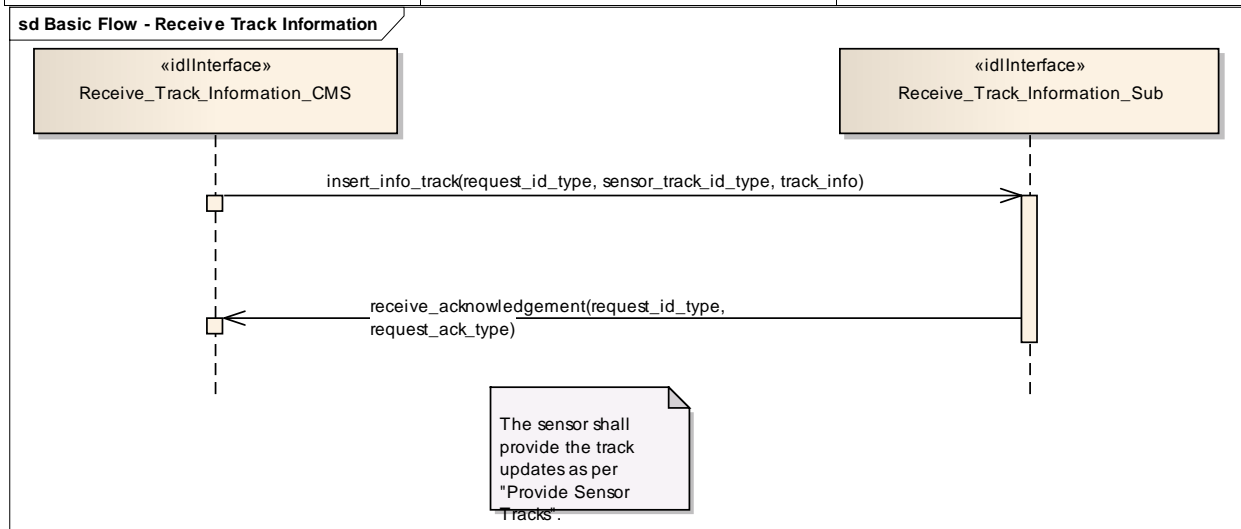 sd Basic Flow - Receive Track Information
«idlInterface»
Receive_Track_Information_CMS
«idlInterface»
Receive_Track_Information_Sub
insert_info_track(request_id_type, sensor_track_id_type, track_info)
receive_acknowledgement(request_id_type,
request_ack_type)
The sensor shall
provide the track
updates as per
"Provide Sensor
Tracks".